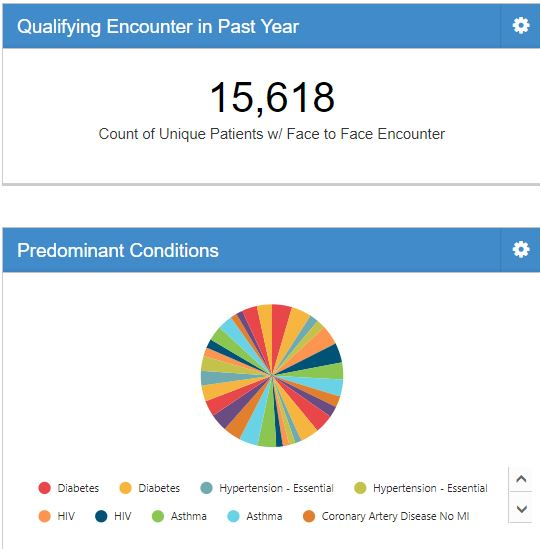 Qualifying Encounter in Past Year
15,618
Count of Unique Patients w/ Face to Face Encounter
Predominant Conditions
Diabetes Diabetes Hypertension - Essential Hypertension - Essential
HIV HIV Asthma Asthma Coronary Artery Disease No MI